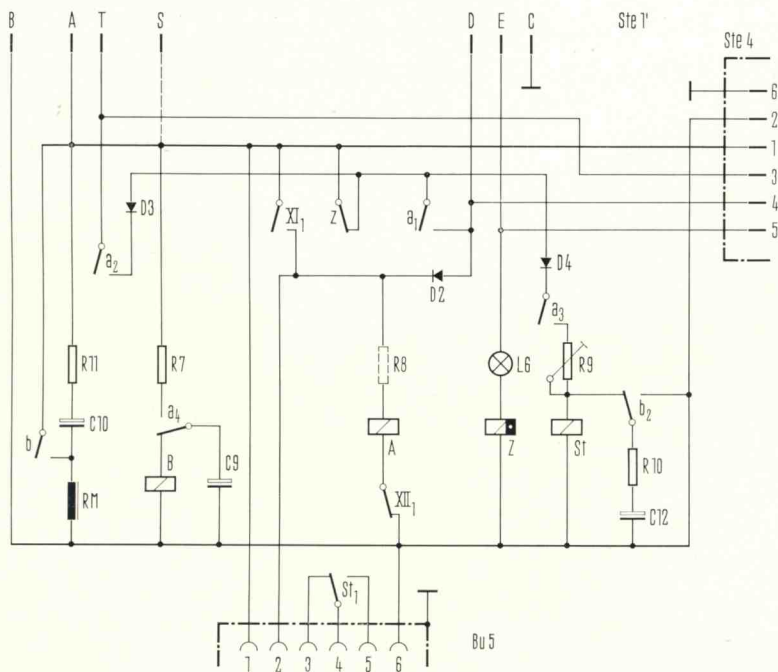 B A T S D E C Ste 1'
Ste 4
6
2
1
3
4
5
D3
XI₁
z
a₁
a₂
D2
D4
a₃
R11
R7
R8
L6
R9
C10
a₄
b₂
b
A
Z
St
B
C9
R10
RM
XII₁
C12
St₁
Bu 5
1 2 3 4 5 6